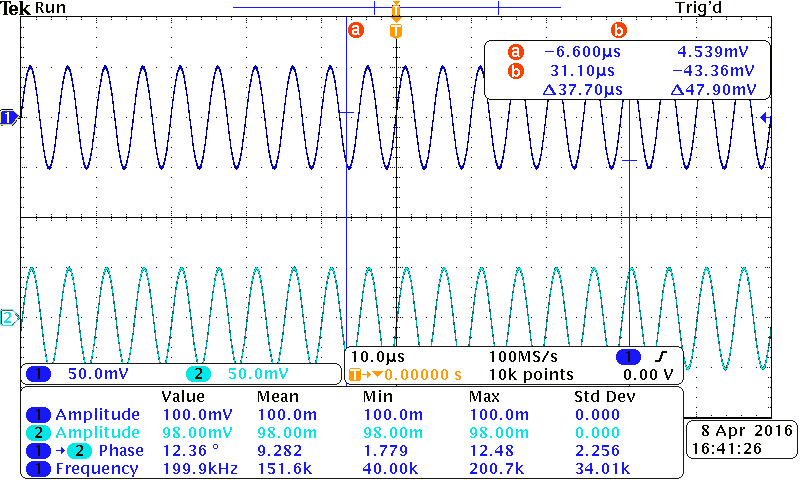 Tek Run Trig'd
T
a b
T
a −6.600µs 4.539mV
b 31.10µs −43.36mV
Δ37.70µs Δ47.90mV
1
2
10.0µs 100MS/s 1
1 50.0mV 2 50.0mV
T→▼0.00000 s 10k points 0.00 V
Value Mean Min Max Std Dev
1 Amplitude 100.0mV 100.0m 100.0m 100.0m 0.000
2 Amplitude 98.00mV 98.00m 98.00m 98.00m 0.000
1 → 2 Phase 12.36 ° 9.282 1.779 12.48 2.256
1 Frequency 199.9kHz 151.6k 40.00k 200.7k 34.01k
8 Apr 2016
16:41:26